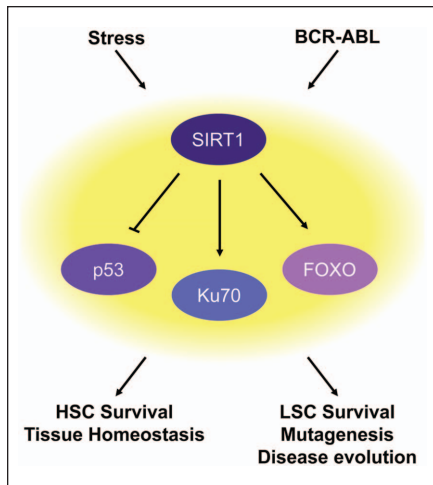 Stress
BCR-ABL
SIRT1
p53
Ku70
FOXO
HSC Survival
Tissue Homeostasis
LSC Survival
Mutagenesis
Disease evolution